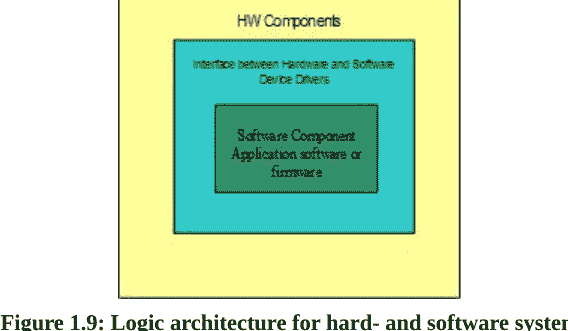 HW Components
Interface between Hardware and Software
Device Drivers
Software Component
Application software or
firmware
Figure 1.9: Logic architecture for hard- and software